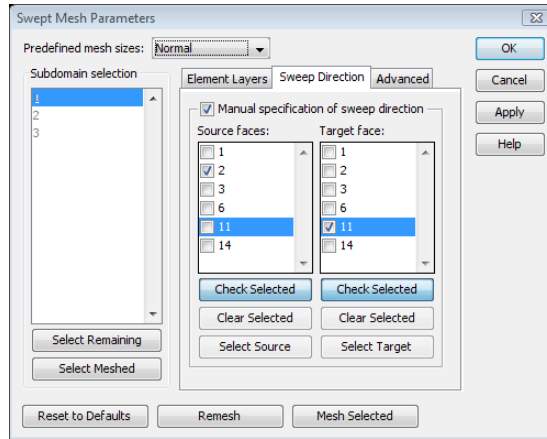 Swept Mesh Parameters
Predefined mesh sizes: Normal
OK
Subdomain selection
Element Layers Sweep Direction Advanced
Cancel
1
2
3
Manual specification of sweep direction
Apply
Source faces: Target face:
Help
1 1
2 2
3 3
6 6
11 11
14 14
Check Selected Check Selected
Clear Selected Clear Selected
Select Remaining
Select Source Select Target
Select Meshed
Reset to Defaults Remesh Mesh Selected